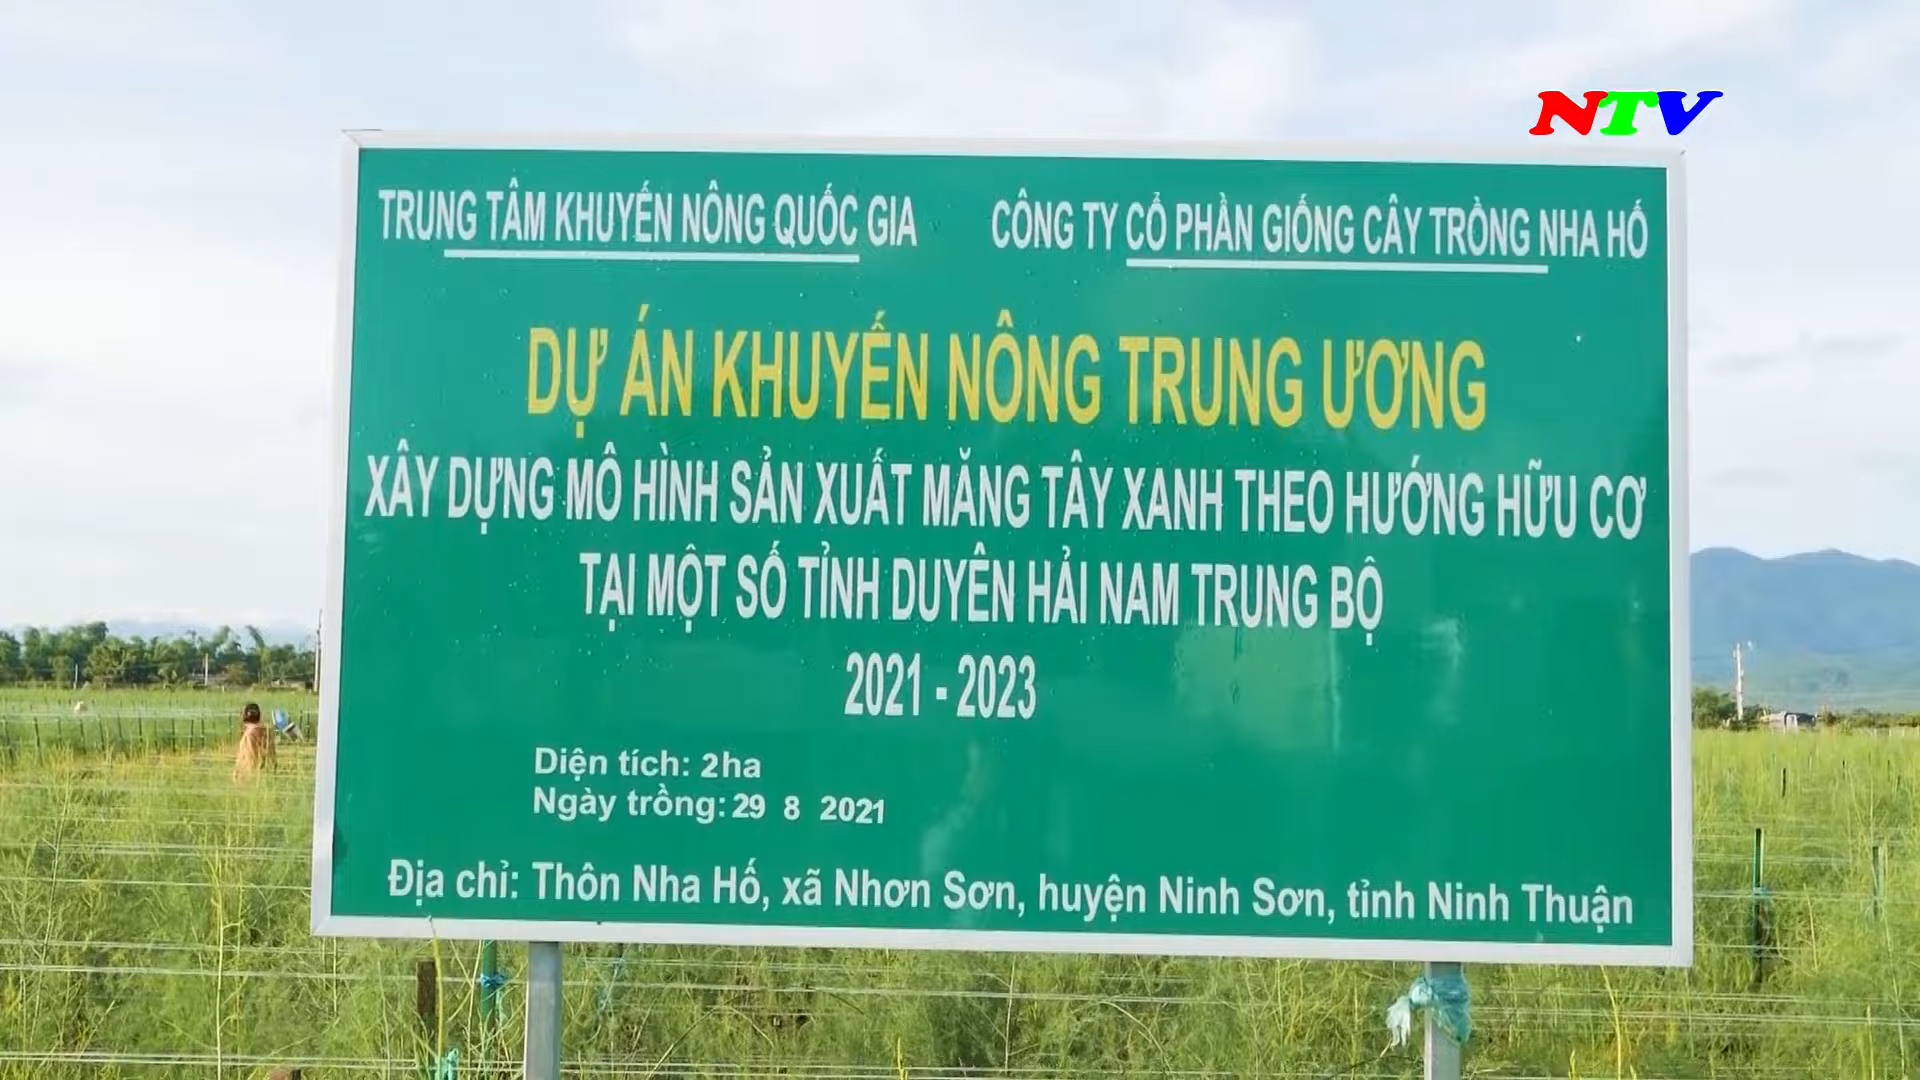 NTV
TRUNG TÂM KHUYẾN NÔNG QUỐC GIA
CÔNG TY CỔ PHẦN GIỐNG CÂY TRỒNG NHA HỐ
DỰ ÁN KHUYẾN NÔNG TRUNG ƯƠNG
XÂY DỰNG MÔ HÌNH SẢN XUẤT MĂNG TÂY XANH THEO HƯỚNG HỮU CƠ
TẠI MỘT SỐ TỈNH DUYÊN HẢI NAM TRUNG BỘ
2021 - 2023
Diện tích: 2ha
Ngày trồng: 29 8 2021
Địa chỉ: Thôn Nha Hố, xã Nhơn Sơn, huyện Ninh Sơn, tỉnh Ninh Thuận